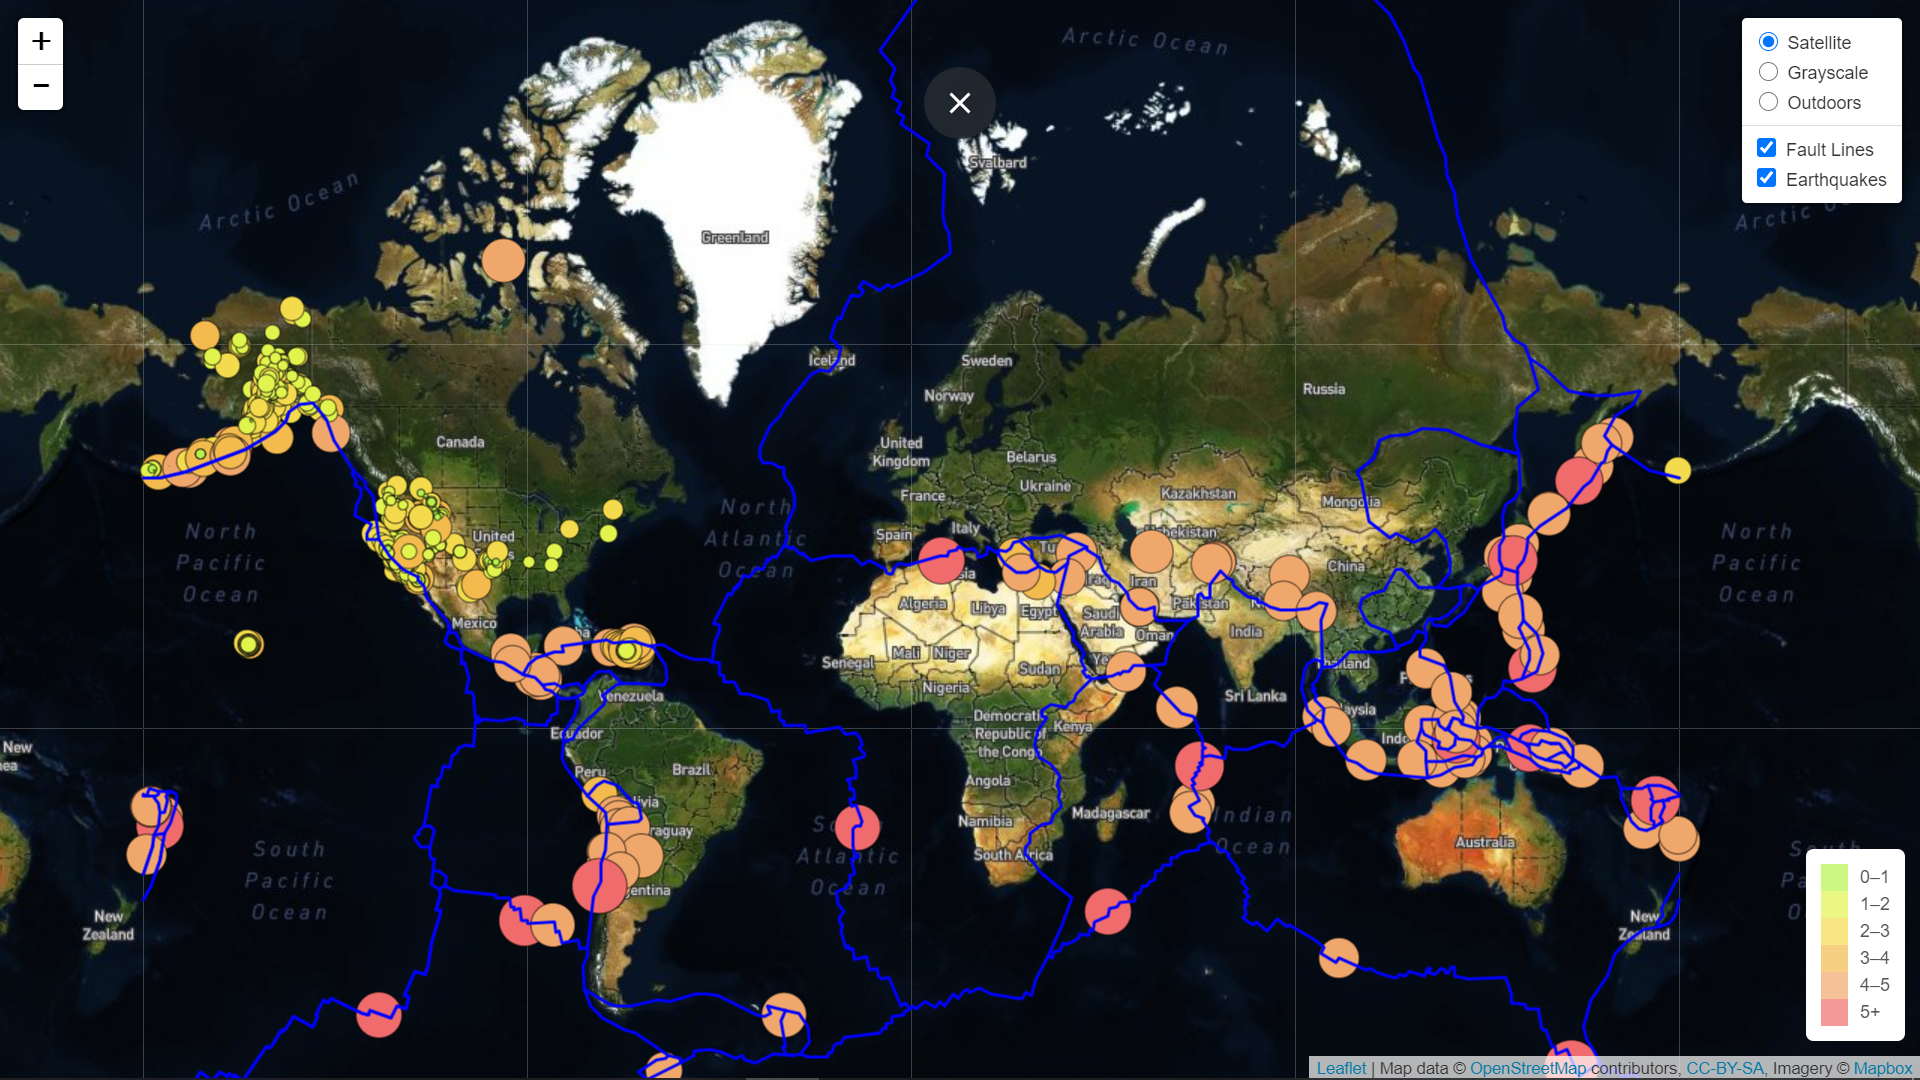 +
−
Satellite
Grayscale
Outdoors
Fault Lines
Earthquakes
Arctic Ocean
Arctic Ocean
Arctic
Svalbard
Greenland
Iceland
Sweden
Norway
Russia
Canada
United
Kingdom
Belarus
Ukraine
France
Kazakhstan
Mongolia
North
Atlantic
Ocean
North
Pacific
Ocean
North
Pacific
Ocean
Spain
Italy
United
Uzbekistan
China
Iran
Iraq
Algeria
Libya
Egypt
Saudi
Arabia
Pakistan
India
Oman
Mexico
Mali
Niger
Senegal
Sudan
Thailand
Nigeria
Venezuela
Sri Lanka
Democratic
Republic of
the Congo
Kenya
Ecuador
New
Peru
Brazil
Angola
Namibia
Madagascar
South Africa
Indian
Ocean
Australia
South
Pacific
Ocean
South
Atlantic
Ocean
New
Zealand
New
Zealand
0–1
1–2
2–3
3–4
4–5
5+
Leaflet | Map data © OpenStreetMap contributors, CC-BY-SA, Imagery © Mapbox